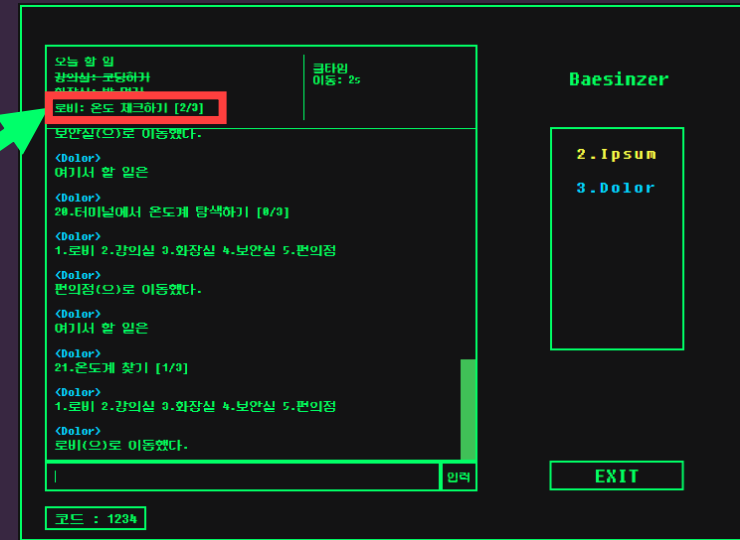 오늘 할 일
강의실: 코딩하기
화장실: 밥 먹기
로비: 온도 재크하기 [2/3]
쿨타임
이동: 2s
보안실(으)로 이동했다.
<Dolor>
여기서 할 일은
<Dolor>
20.터미널에서 온도계 탐색하기 [0/3]
<Dolor>
1.로비 2.강의실 3.화장실 4.보안실 5.편의점
<Dolor>
편의점(으)로 이동했다.
<Dolor>
여기서 할 일은
<Dolor>
21.온도계 찾기 [1/3]
<Dolor>
1.로비 2.강의실 3.화장실 4.보안실 5.편의점
<Dolor>
로비(으)로 이동했다.
입력
코드 : 1234
Baesinzer
2.Ipsum
3.Dolor
EXIT